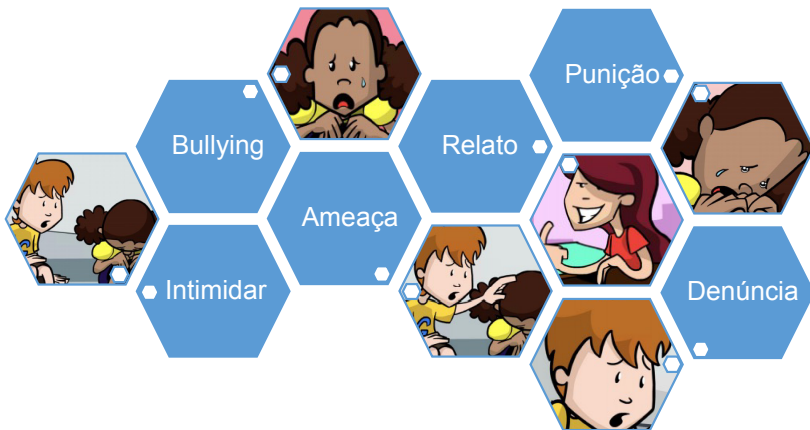 Punição
Bullying
Relato
Ameaça
Intimidar
Denúncia